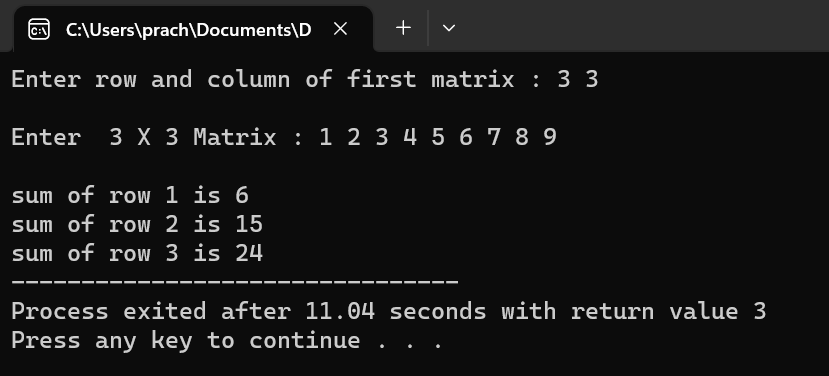 C:\Users\prach\Documents\D
Enter row and column of first matrix : 3 3
Enter  3 X 3 Matrix : 1 2 3 4 5 6 7 8 9
sum of row 1 is 6
sum of row 2 is 15
sum of row 3 is 24
--------------------------------
Process exited after 11.04 seconds with return value 3
Press any key to continue . . .